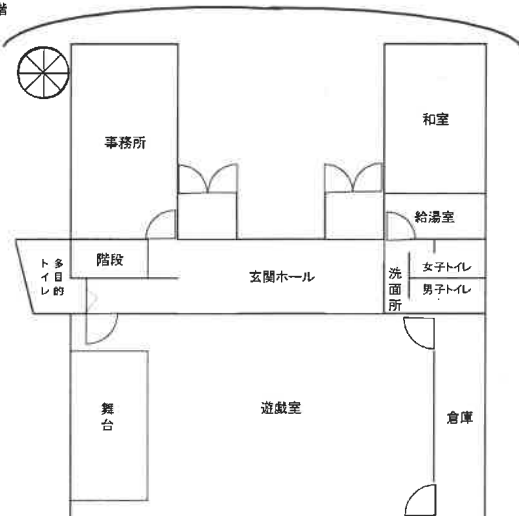 階
事務所
和室
給湯室
階段
多目的
トイレ
玄関ホール
洗面所
女子トイレ
男子トイレ
舞台
遊戯室
倉庫